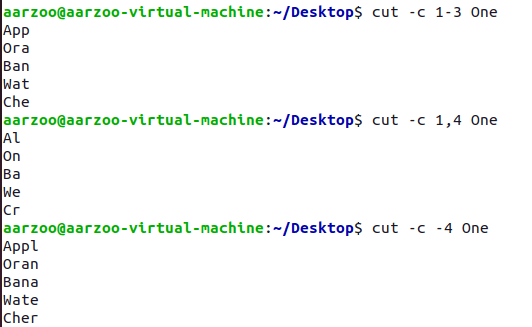 aarzoo@aarzoo-virtual-machine:~/Desktop$ cut -c 1-3 One
App
Ora
Ban
Wat
Che
aarzoo@aarzoo-virtual-machine:~/Desktop$ cut -c 1,4 One
Al
On
Ba
We
Cr
aarzoo@aarzoo-virtual-machine:~/Desktop$ cut -c -4 One
Appl
Oran
Bana
Wate
Cher